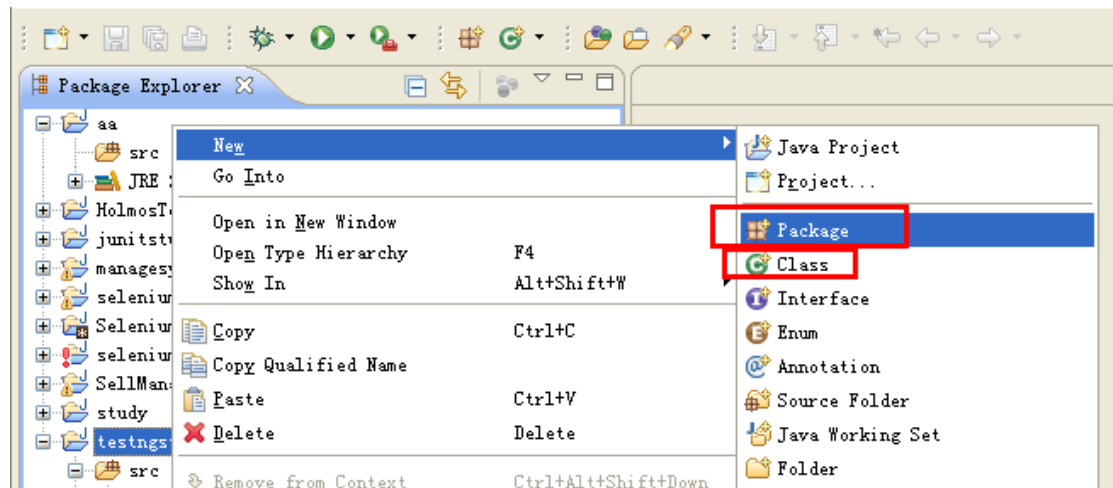 Package Explorer
aa
src
JRE
HolmosT
junitst
managesy
seleniu
Seleniu
seleniu
SellMan
study
testngs
src
New
Go Into
Open in New Window
Open Type Hierarchy F4
Show In Alt+Shift+W
Copy Ctrl+C
Copy Qualified Name
Paste Ctrl+V
Delete Delete
Remove from Context Ctrl+Alt+Shift+Down
Java Project
Project...
Package
Class
Interface
Enum
Annotation
Source Folder
Java Working Set
Folder